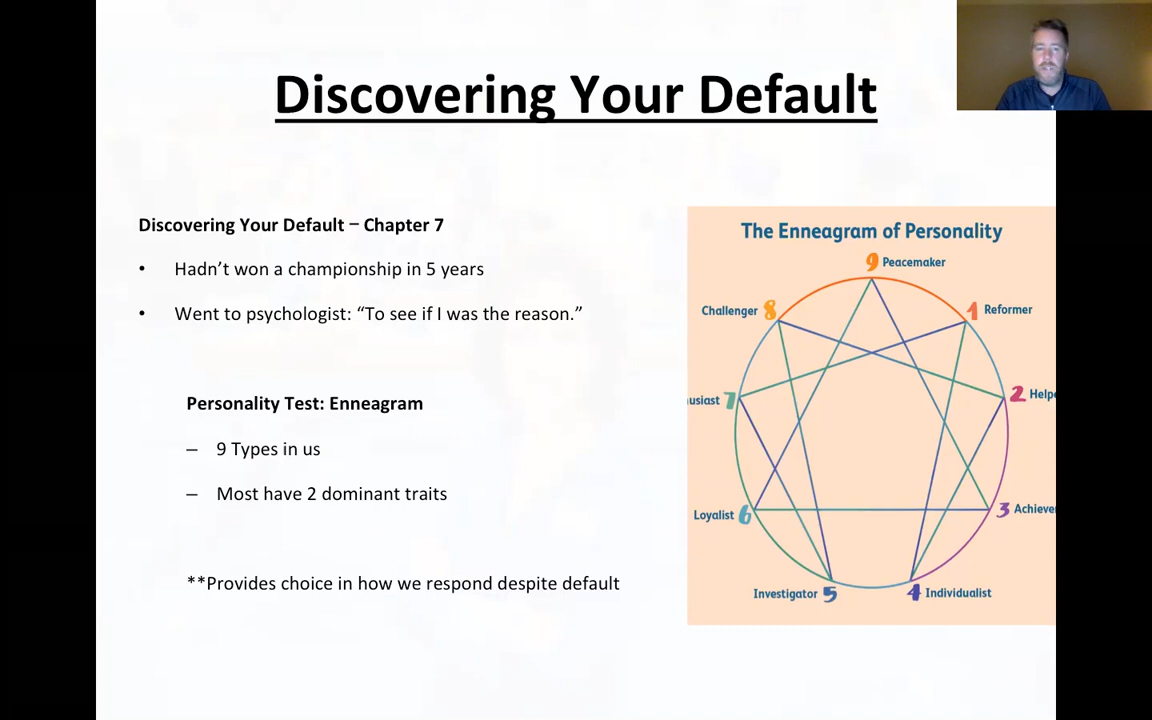 Discovering Your Default
Discovering Your Default – Chapter 7
• Hadn’t won a championship in 5 years
• Went to psychologist: “To see if I was the reason.”
Personality Test: Enneagram
– 9 Types in us
– Most have 2 dominant traits
**Provides choice in how we respond despite default
The Enneagram of Personality
9 Peacemaker
Challenger 8
1 Reformer
usiast 7
2 Helpe
Loyalist 6
3 Achieve
Investigator 5
4 Individualist